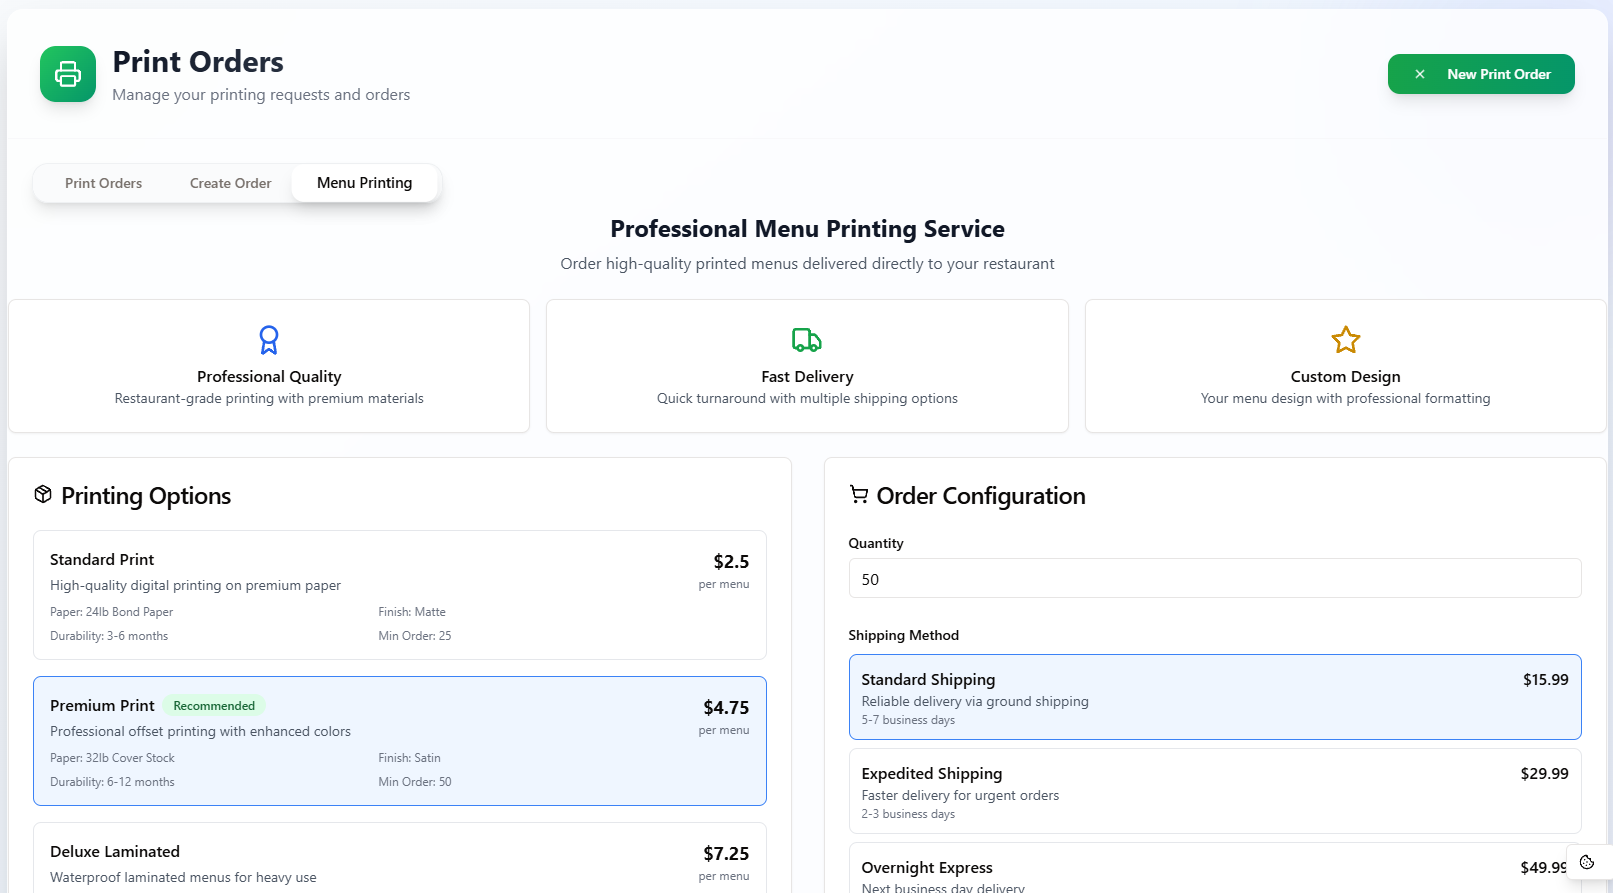 Print Orders
Manage your printing requests and orders
New Print Order
Print Orders
Create Order
Menu Printing
Professional Menu Printing Service
Order high-quality printed menus delivered directly to your restaurant
Professional Quality
Restaurant-grade printing with premium materials
Fast Delivery
Quick turnaround with multiple shipping options
Custom Design
Your menu design with professional formatting
Printing Options
Standard Print
$2.5
High-quality digital printing on premium paper
per menu
Paper: 24lb Bond Paper
Finish: Matte
Durability: 3-6 months
Min Order: 25
Premium Print
Recommended
$4.75
Professional offset printing with enhanced colors
per menu
Paper: 32lb Cover Stock
Finish: Satin
Durability: 6-12 months
Min Order: 50
Deluxe Laminated
$7.25
Waterproof laminated menus for heavy use
per menu
Order Configuration
Quantity
50
Shipping Method
Standard Shipping
$15.99
Reliable delivery via ground shipping
5-7 business days
Expedited Shipping
$29.99
Faster delivery for urgent orders
2-3 business days
Overnight Express
$49.99
Next business day delivery